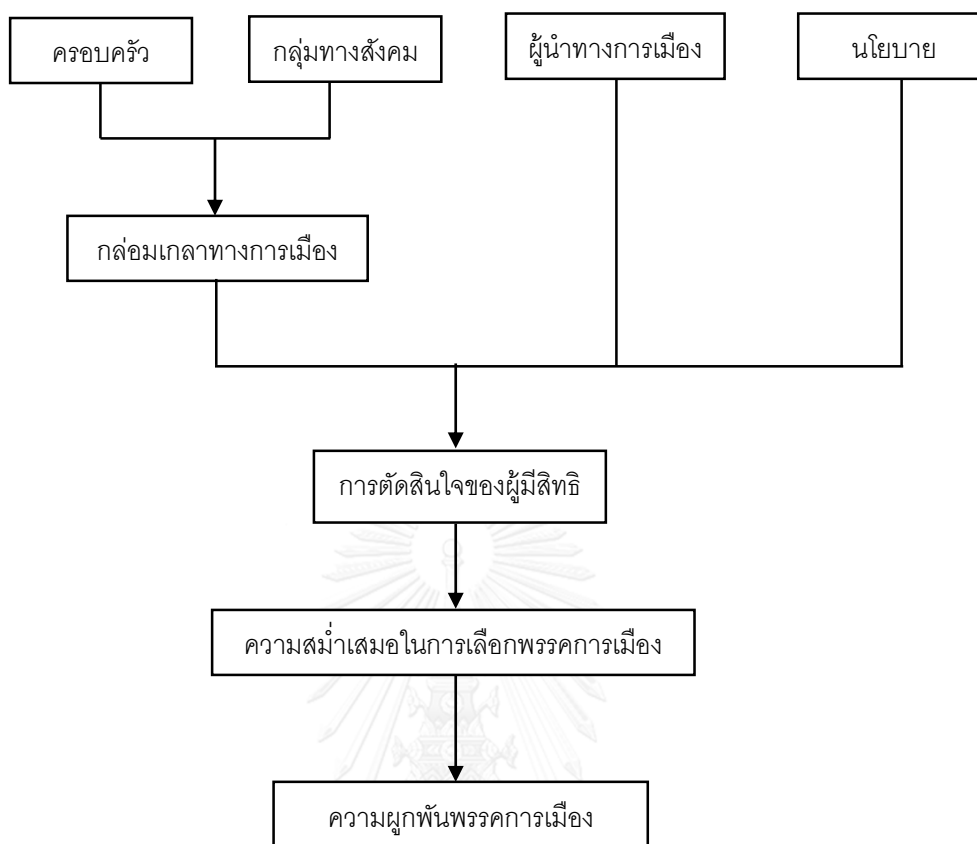 ครอบครัว
กลุ่มทางสังคม
ผู้นำทางการเมือง
นโยบาย
กล่อมเกลาทางการเมือง
การตัดสินใจของผู้มีสิทธิ
ความสม่ำเสมอในการเลือกพรรคการเมือง
ความผูกพันพรรคการเมือง